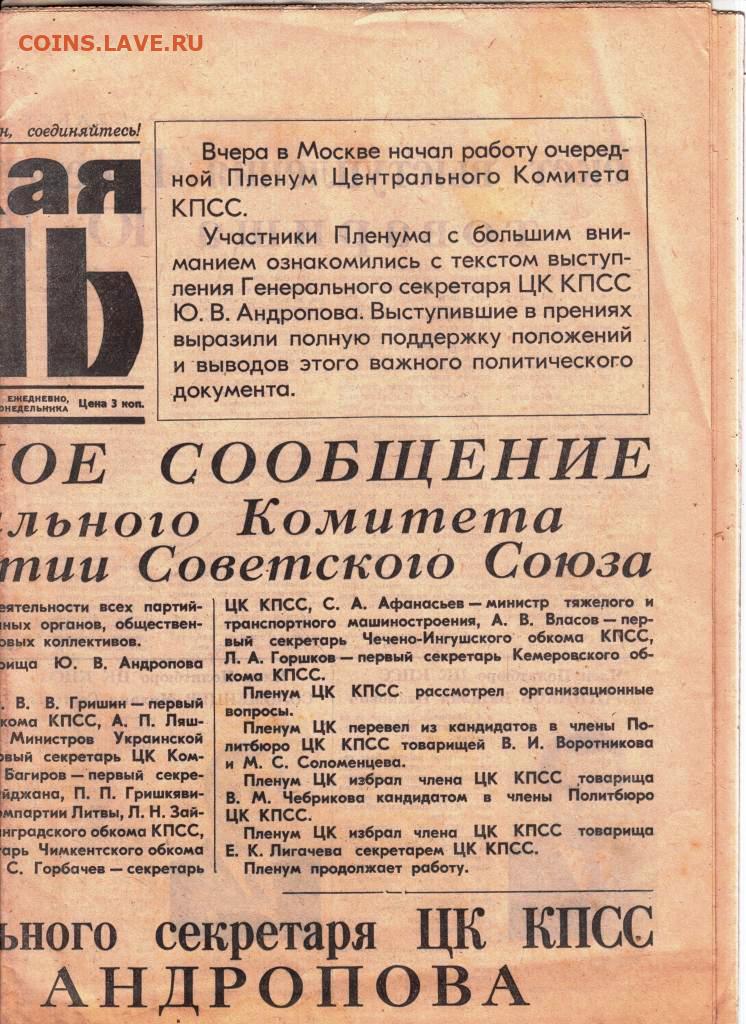 COINS.LAVE.RU
н, соединяйтесь!
кая
нь
ЕЖЕДНЕВНО,
ОНЕДЕЛЬНИКА Цена 3 коп.
Вчера в Москве начал работу очеред-
ной Пленум Центрального Комитета
КПСС.
Участники Пленума с большим вни-
манием ознакомились с текстом выступ-
ления Генерального секретаря ЦК КПСС
Ю. В. Андропова. Выступившие в прениях
выразили полную поддержку положений
и выводов этого важного политического
документа.
НОЕ СООБЩЕНИЕ
ального Комитета
тии Советского Союза
еятельности всех партий-
нных органов, обществен-
овых коллективов.
рища Ю. В. Андропова
. В. В. Гришин — первый
кома КПСС, А. П. Ляш-
Министров Украинской
рвый секретарь ЦК Ком-
Багиров — первый секре-
йджана, П. П. Гришкяви-
омпартии Литвы, Л. Н. Зай-
нградского обкома КПСС,
тарь Чимкентского обкома
С. Горбачев — секретарь
ЦК КПСС, С. А. Афанасьев — министр тяжелого и
транспортного машиностроения, А. В. Власов — пер-
вый секретарь Чечено-Ингушского обкома КПСС,
Л. А. Горшков — первый секретарь Кемеровского об-
кома КПСС.
Пленум ЦК КПСС рассмотрел организационные
вопросы.
Пленум ЦК перевел из кандидатов в члены По-
литбюро ЦК КПСС товарищей В. И. Воротникова
и М. С. Соломенцева.
Пленум ЦК избрал члена ЦК КПСС товарища
В. М. Чебрикова кандидатом в члены Политбюро
ЦК КПСС.
Пленум ЦК избрал члена ЦК КПСС товарища
Е. К. Лигачева секретарем ЦК КПСС.
Пленум продолжает работу.
льного секретаря ЦК КПСС
АНДРОПОВА